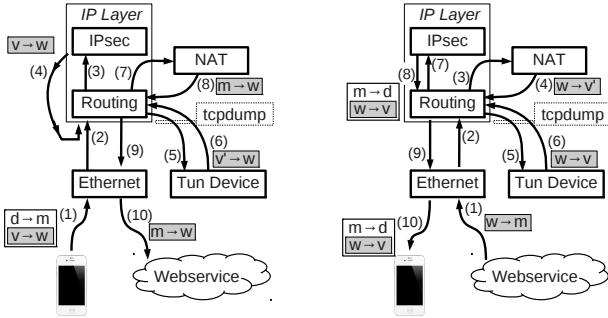 IP Layer
IPsec
v→w
(4)
(3)
(7)
NAT
(8)
m→w
Routing
tcpdump
(2)
(9)
(5)
(6)
v'→w
Ethernet
Tun Device
d→m
v→w
(1)
(10)
m→w
Webservice
IP Layer
IPsec
(8)
(7)
(3)
NAT
(4)
w→v'
m→d
w→v
Routing
tcpdump
(9)
(2)
(5)
(6)
w→v
Ethernet
Tun Device
m→d
w→v
(10)
(1)
w→m
Webservice